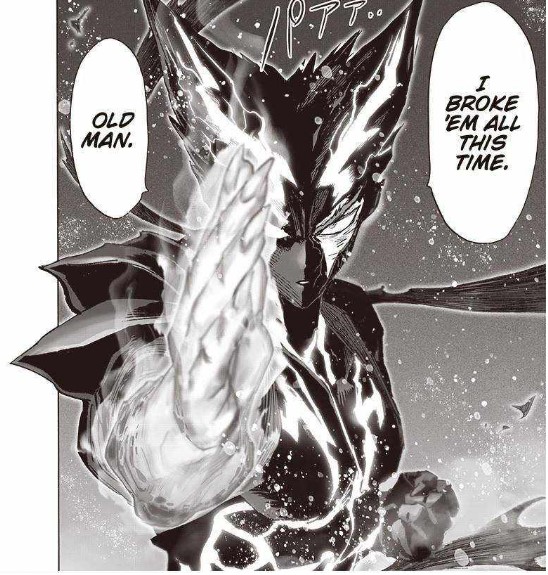 パァァ..
I
BROKE
'EM ALL
THIS
TIME.
OLD
MAN.